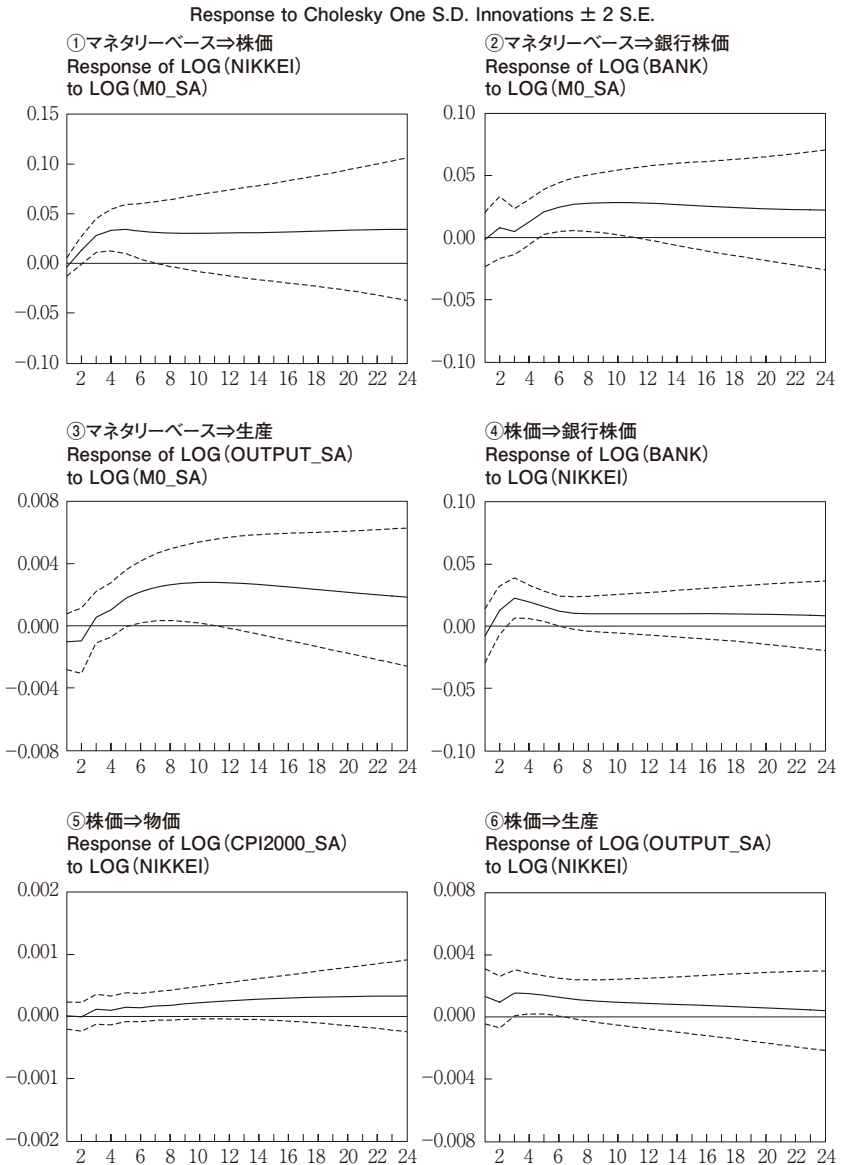 Response to Cholesky One S.D. Innovations ± 2 S.E.
①マネタリーベース⇒株価
Response of LOG(NIKKEI)
to LOG(M0_SA)
0.15
0.10
0.05
0.00
−0.05
−0.10
2 4 6 8 10 12 14 16 18 20 22 24
②マネタリーベース⇒銀行株価
Response of LOG(BANK)
to LOG(M0_SA)
0.10
0.05
0.00
−0.05
−0.10
2 4 6 8 10 12 14 16 18 20 22 24
③マネタリーベース⇒生産
Response of LOG(OUTPUT_SA)
to LOG(M0_SA)
0.008
0.004
0.000
−0.004
−0.008
2 4 6 8 10 12 14 16 18 20 22 24
④株価⇒銀行株価
Response of LOG(BANK)
to LOG(NIKKEI)
0.10
0.05
0.00
−0.05
−0.10
2 4 6 8 10 12 14 16 18 20 22 24
⑤株価⇒物価
Response of LOG(CPI2000_SA)
to LOG(NIKKEI)
0.002
0.001
0.000
−0.001
−0.002
2 4 6 8 10 12 14 16 18 20 22 24
⑥株価⇒生産
Response of LOG(OUTPUT_SA)
to LOG(NIKKEI)
0.008
0.004
0.000
−0.004
−0.008
2 4 6 8 10 12 14 16 18 20 22 24